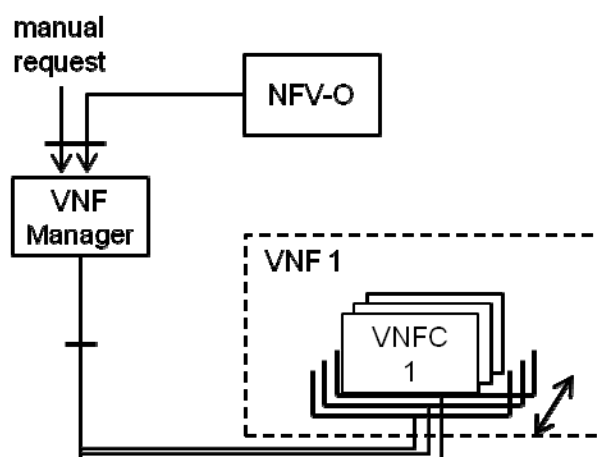 manual
request
NFV-O
VNF
Manager
VNF 1
VNFC
1